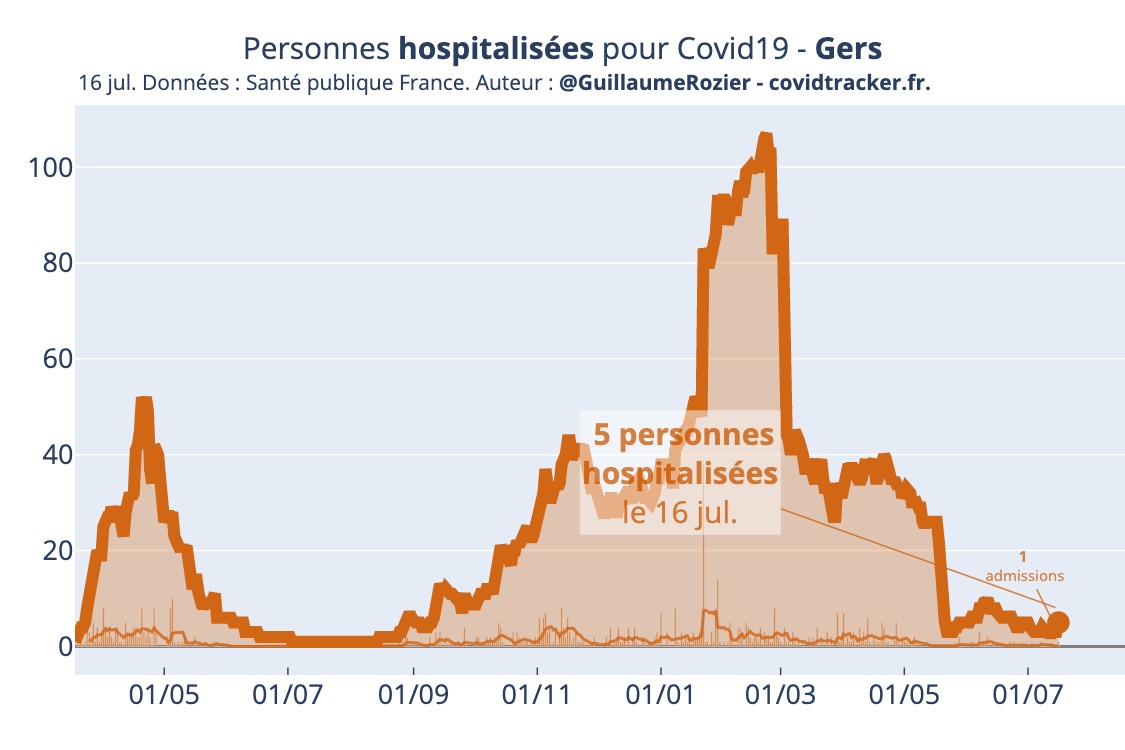 Personnes hospitalisées pour Covid19 - Gers
16 jul. Données : Santé publique France. Auteur : @GuillaumeRozier - covidtracker.fr.
100
80
60
40
20
0
5 personnes
hospitalisées
le 16 jul.
1
admissions
01/05
01/07
01/09
01/11
01/01
01/03
01/05
01/07